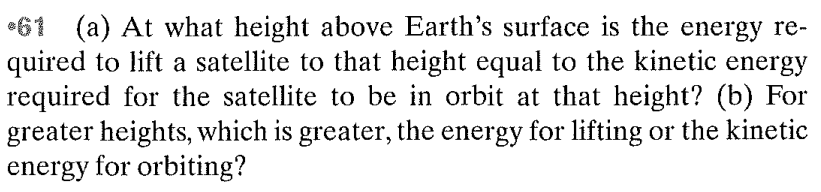 •61 (a) At what height above Earth's surface is the energy re-
quired to lift a satellite to that height equal to the kinetic energy
required for the satellite to be in orbit at that height? (b) For
greater heights, which is greater, the energy for lifting or the kinetic
energy for orbiting?